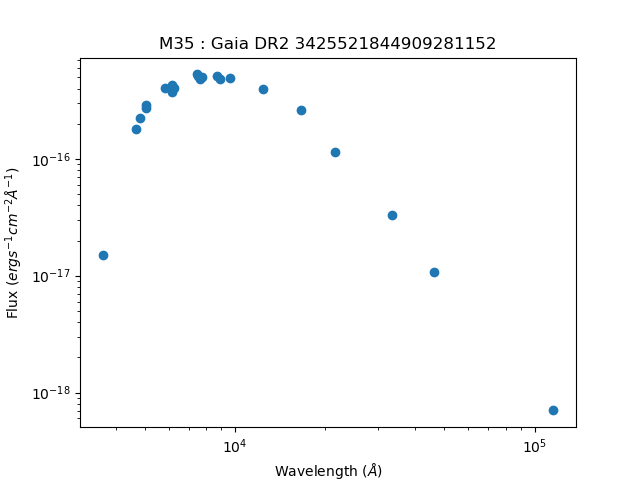 M35 : Gaia DR2 3425521844909281152
Flux (ergs⁻¹cm⁻²Å⁻¹)
10⁻¹⁶
10⁻¹⁷
10⁻¹⁸
10⁴
10⁵
Wavelength (Å)